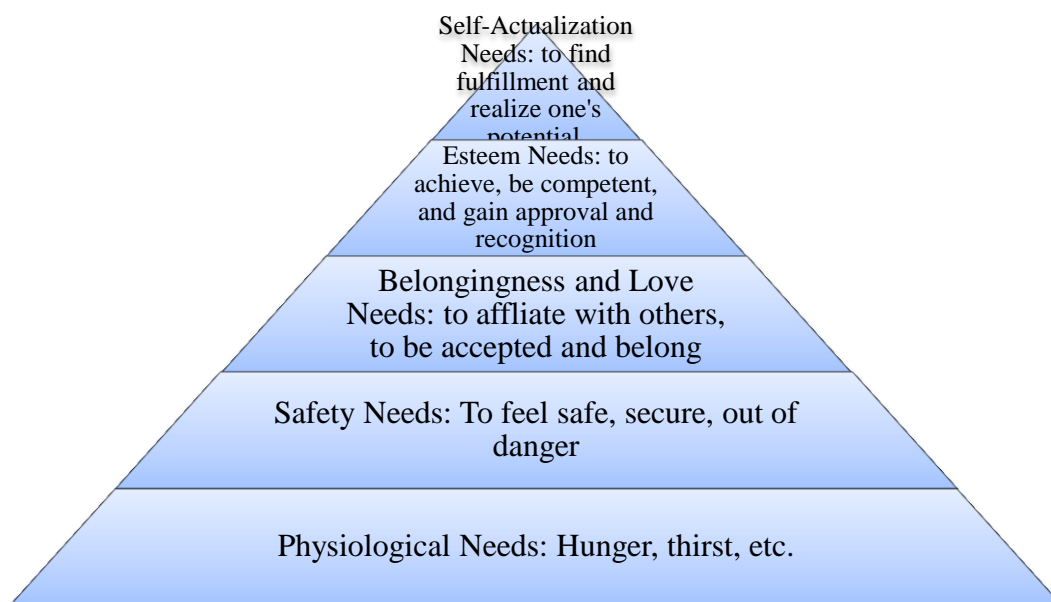 Self-Actualization
Needs: to find
fulfillment and
realize one's
potential
Esteem Needs: to
achieve, be competent,
and gain approval and
recognition
Belongingness and Love
Needs: to affliate with others,
to be accepted and belong
Safety Needs: To feel safe, secure, out of
danger
Physiological Needs: Hunger, thirst, etc.